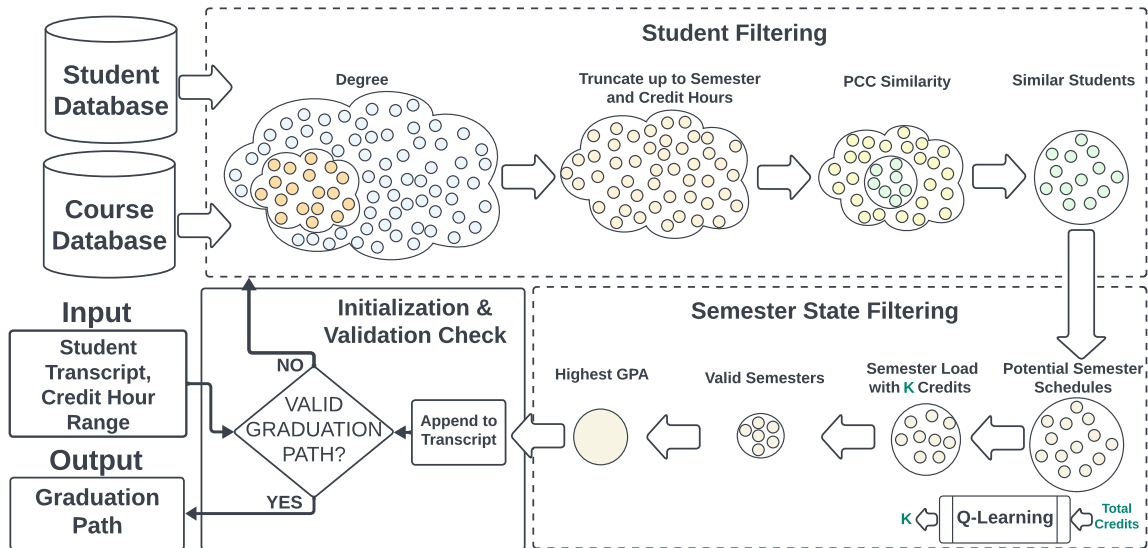 Student
Database
Course
Database
Student Filtering
Degree
Truncate up to Semester
and Credit Hours
PCC Similarity
Similar Students
Input
Student
Transcript,
Credit Hour
Range
Output
Graduation
Path
Initialization &
Validation Check
NO
VALID
GRADUATION
PATH?
YES
Append to
Transcript
Semester State Filtering
Highest GPA
Valid Semesters
Semester Load
with K Credits
Potential Semester
Schedules
K
Q-Learning
Total
Credits